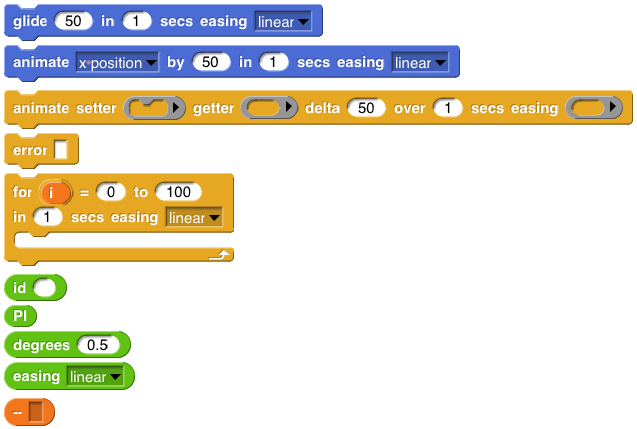 glide 50 in 1 secs easing linear
animate x position by 50 in 1 secs easing linear
animate setter getter delta 50 over 1 secs easing
error
for i = 0 to 100
in 1 secs easing linear
id
PI
degrees 0.5
easing linear
--